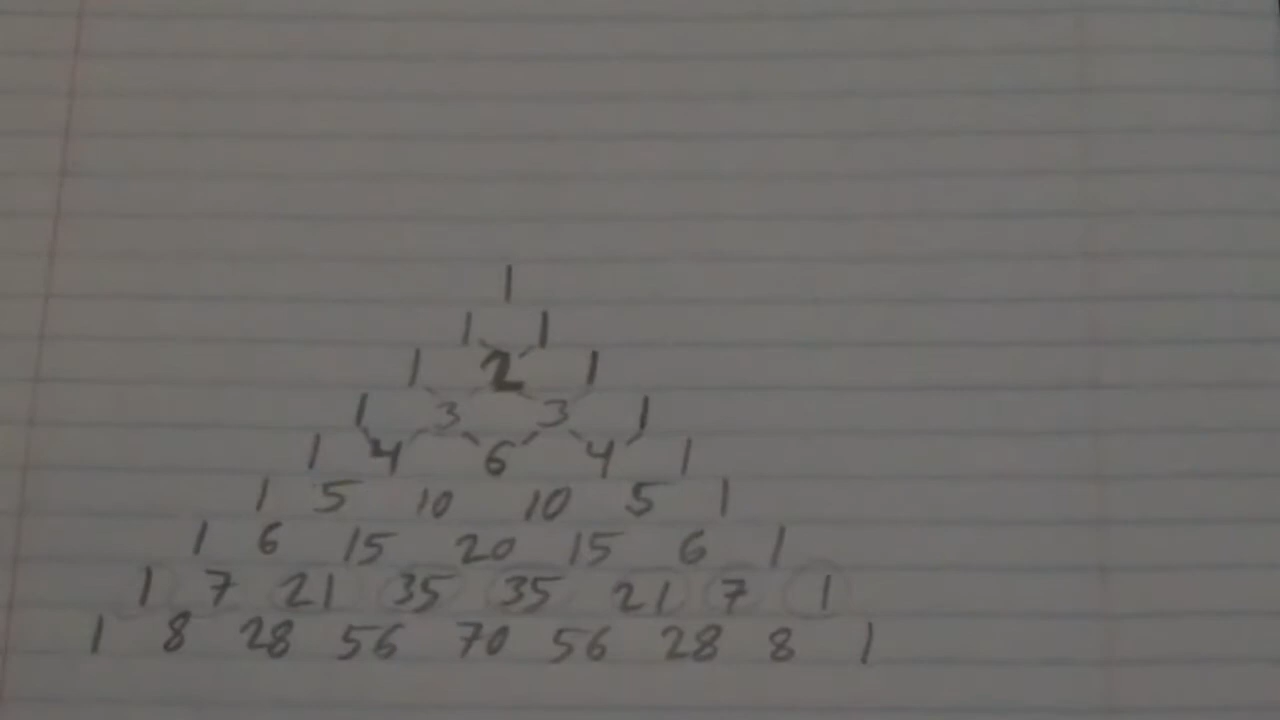 1
1 1
1 2 1
1 3 3 1
1 4 6 4 1
1 5 10 10 5 1
1 6 15 20 15 6 1
1 7 21 35 35 21 7 1
1 8 28 56 70 56 28 8 1